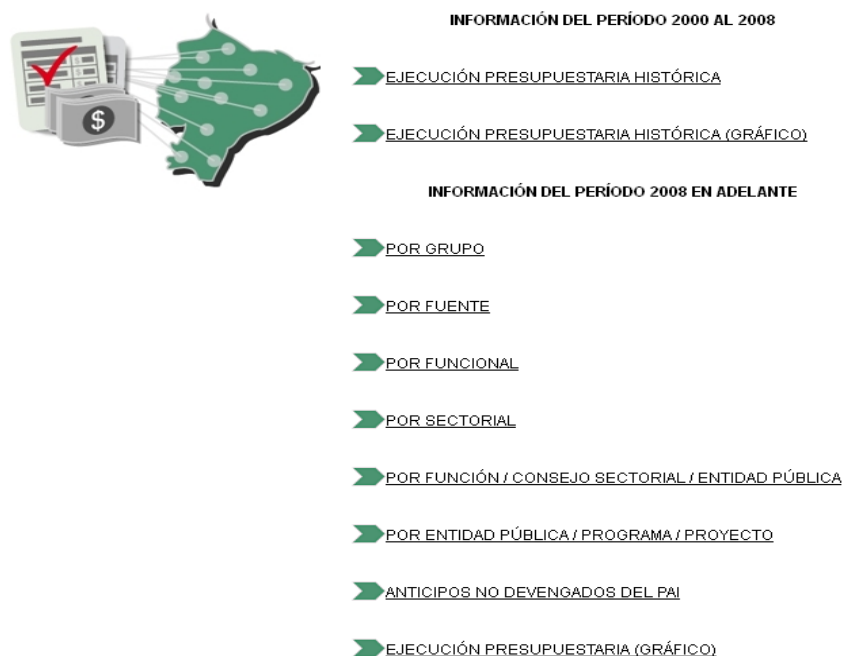 INFORMACIÓN DEL PERÍODO 2000 AL 2008
EJECUCIÓN PRESUPUESTARIA HISTÓRICA
EJECUCIÓN PRESUPUESTARIA HISTÓRICA (GRÁFICO)
INFORMACIÓN DEL PERÍODO 2008 EN ADELANTE
POR GRUPO
POR FUENTE
POR FUNCIONAL
POR SECTORIAL
POR FUNCIÓN / CONSEJO SECTORIAL / ENTIDAD PÚBLICA
POR ENTIDAD PÚBLICA / PROGRAMA / PROYECTO
ANTICIPOS NO DEVENGADOS DEL PAI
EJECUCIÓN PRESUPUESTARIA (GRÁFICO)
$
$